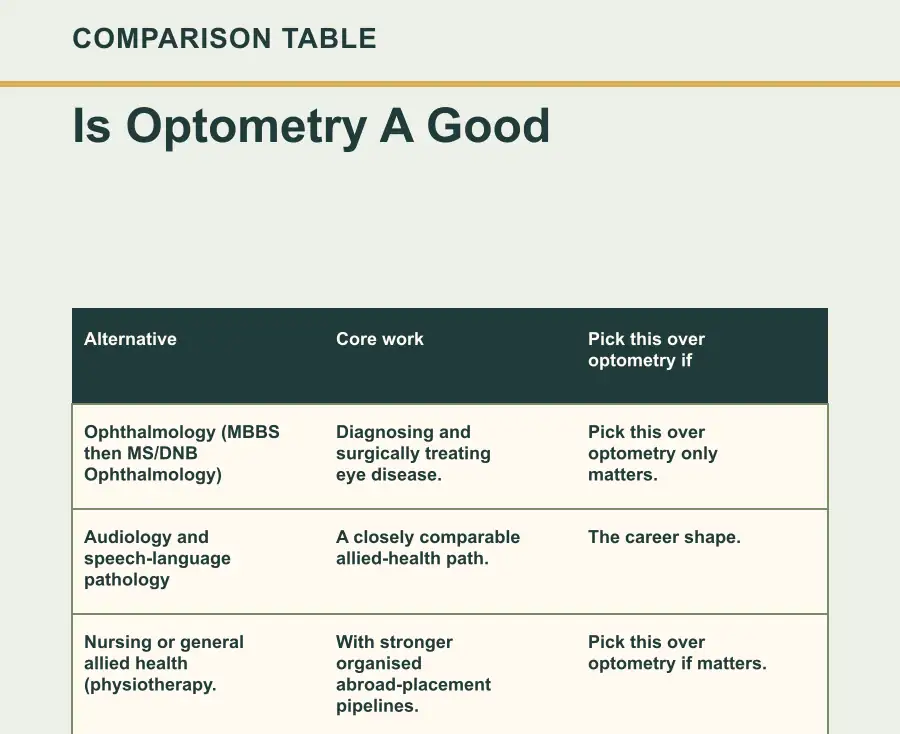 COMPARISON TABLE
Is Optometry A Good
Alternative
Core work
Pick this over
optometry if
Ophthalmology (MBBS
then MS/DNB
Ophthalmology)
Diagnosing and
surgically treating
eye disease.
Pick this over
optometry only
matters.
Audiology and
speech-language
pathology
A closely comparable
allied-health path.
The career shape.
Nursing or general
allied health
(physiotherapy.
With stronger
organised
abroad-placement
pipelines.
Pick this over
optometry if matters.